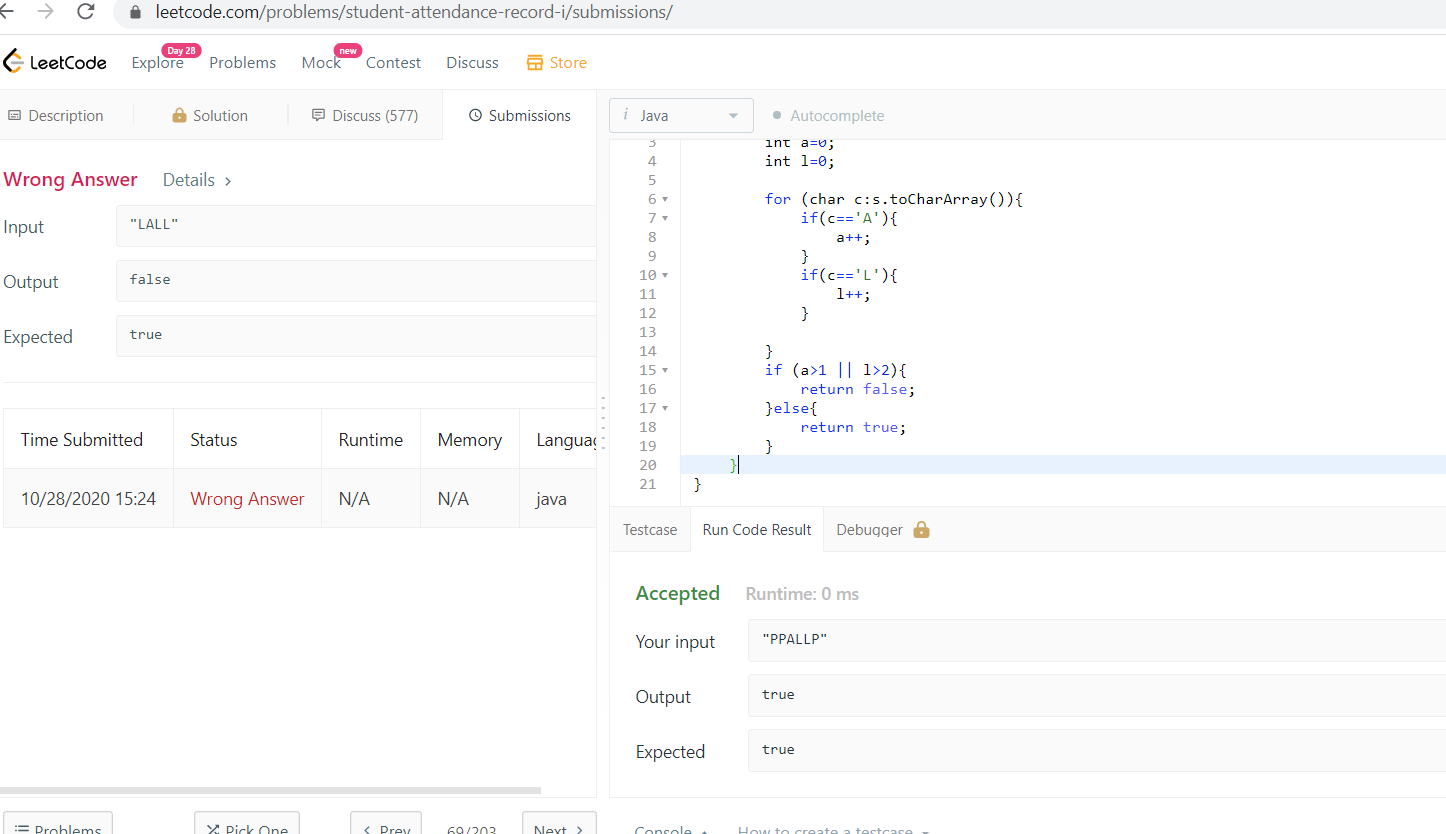 leetcode.com/problems/student-attendance-record-i/submissions/
LeetCode Explore Day 28 Problems Mock new Contest Discuss Store
Description Solution Discuss (577) Submissions
i Java Autocomplete
Wrong Answer Details >
Input "LALL"
Output false
Expected true
Time Submitted Status Runtime Memory Languag
10/28/2020 15:24 Wrong Answer N/A N/A java
3 int a=0;
4 int l=0;
5
6 for (char c:s.toCharArray()){
7 if(c=='A'){
8 a++;
9 }
10 if(c=='L'){
11 l++;
12 }
13
14 }
15 if (a>1 || l>2){
16 return false;
17 }else{
18 return true;
19 }
20 }
21 }
Testcase Run Code Result Debugger
Accepted Runtime: 0 ms
Your input "PPALLP"
Output true
Expected true
Problems Pick One < Prev 69/203 Next >
Console How to create a testcase